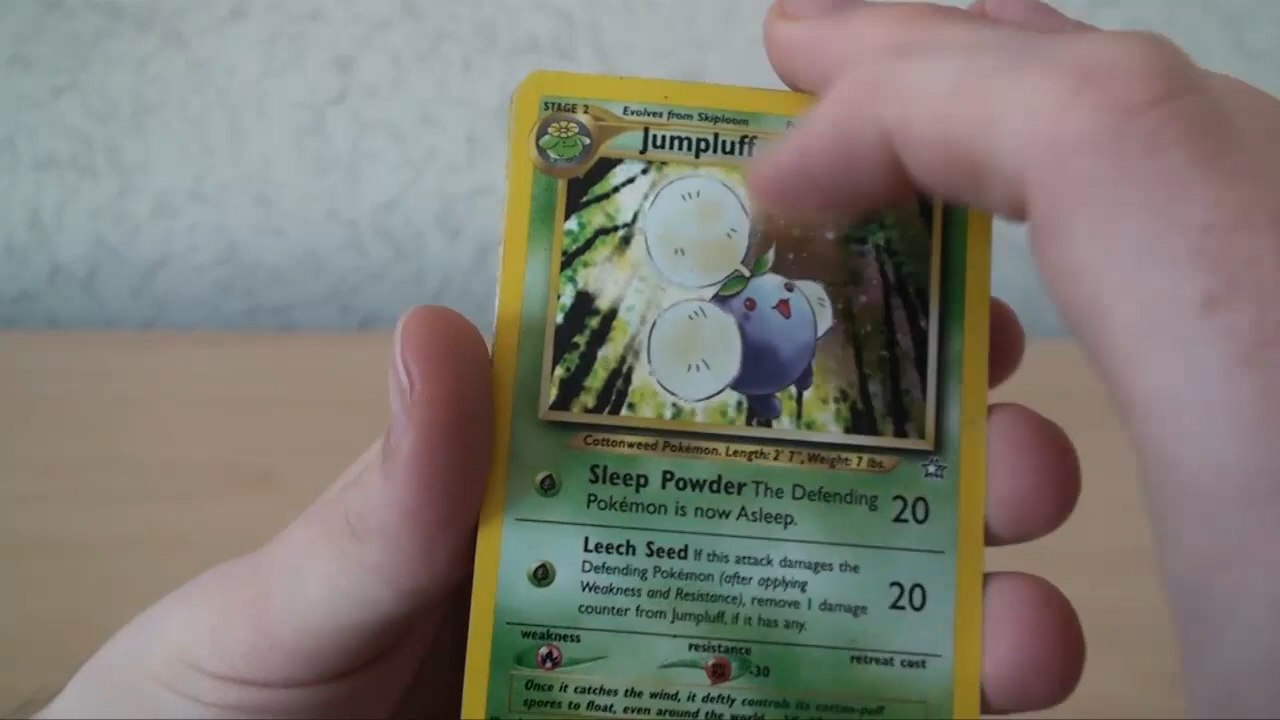 STAGE 2
Evolves from Skiploom
Jumpluff
Cottonweed Pokémon. Length: 2' 7", Weight: 7 lbs.
Sleep Powder The Defending
Pokémon is now Asleep.
20
Leech Seed If this attack damages the
Defending Pokémon (after applying
Weakness and Resistance), remove 1 damage
counter from Jumpluff, if it has any.
20
weakness
resistance
retreat cost
-30
Once it catches the wind, it deftly controls its cotton-puff
spores to float, even around the world.